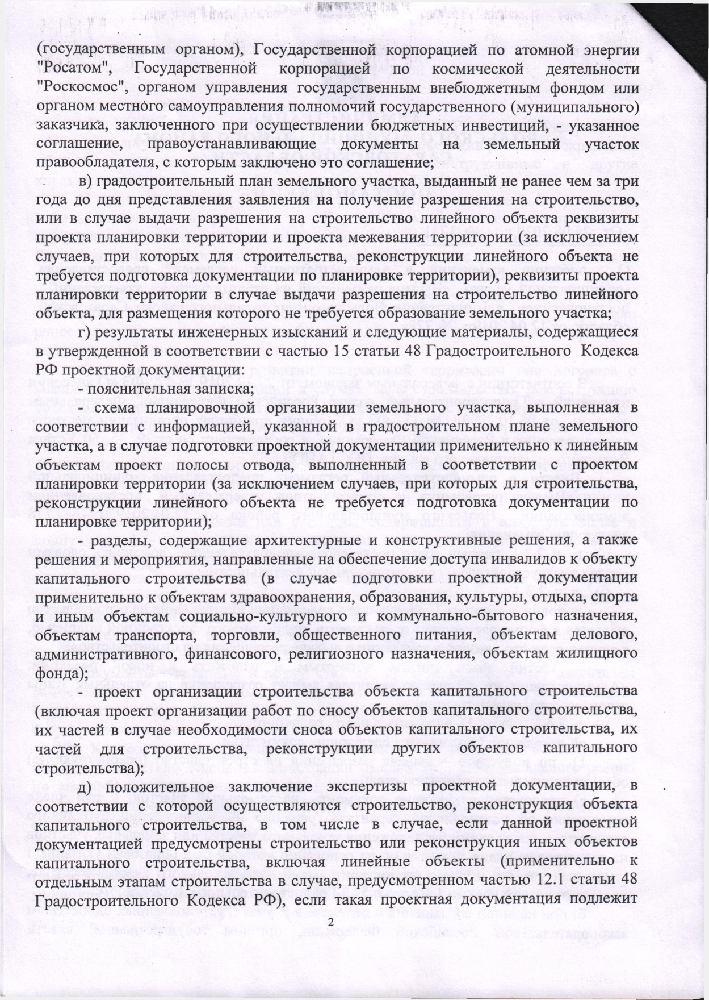 (государственным органом), Государственной корпорацией по атомной энергии
"Росатом", Государственной корпорацией по космической деятельности
"Роскосмос", органом управления государственным внебюджетным фондом или
органом местного самоуправления полномочий государственного (муниципального)
заказчика, заключенного при осуществлении бюджетных инвестиций, - указанное
соглашение, правоустанавливающие документы на земельный участок
правообладателя, с которым заключено это соглашение;
в) градостроительный план земельного участка, выданный не ранее чем за три
года до дня представления заявления на получение разрешения на строительство,
или в случае выдачи разрешения на строительство линейного объекта реквизиты
проекта планировки территории и проекта межевания территории (за исключением
случаев, при которых для строительства, реконструкции линейного объекта не
требуется подготовка документации по планировке территории), реквизиты проекта
планировки территории в случае выдачи разрешения на строительство линейного
объекта, для размещения которого не требуется образование земельного участка;
г) результаты инженерных изысканий и следующие материалы, содержащиеся
в утвержденной в соответствии с частью 15 статьи 48 Градостроительного Кодекса
РФ проектной документации:
- пояснительная записка;
- схема планировочной организации земельного участка, выполненная в
соответствии с информацией, указанной в градостроительном плане земельного
участка, а в случае подготовки проектной документации применительно к линейным
объектам проект полосы отвода, выполненный в соответствии с проектом
планировки территории (за исключением случаев, при которых для строительства,
реконструкции линейного объекта не требуется подготовка документации по
планировке территории);
- разделы, содержащие архитектурные и конструктивные решения, а также
решения и мероприятия, направленные на обеспечение доступа инвалидов к объекту
капитального строительства (в случае подготовки проектной документации
применительно к объектам здравоохранения, образования, культуры, отдыха, спорта
и иным объектам социально-культурного и коммунально-бытового назначения,
объектам транспорта, торговли, общественного питания, объектам делового,
административного, финансового, религиозного назначения, объектам жилищного
фонда);
- проект организации строительства объекта капитального строительства
(включая проект организации работ по сносу объектов капитального строительства,
их частей в случае необходимости сноса объектов капитального строительства, их
частей для строительства, реконструкции других объектов капитального
строительства);
д) положительное заключение экспертизы проектной документации, в
соответствии с которой осуществляются строительство, реконструкция объекта
капитального строительства, в том числе в случае, если данной проектной
документацией предусмотрены строительство или реконструкция иных объектов
капитального строительства, включая линейные объекты (применительно к
отдельным этапам строительства в случае, предусмотренном частью 12.1 статьи 48
Градостроительного Кодекса РФ), если такая проектная документация подлежит
2